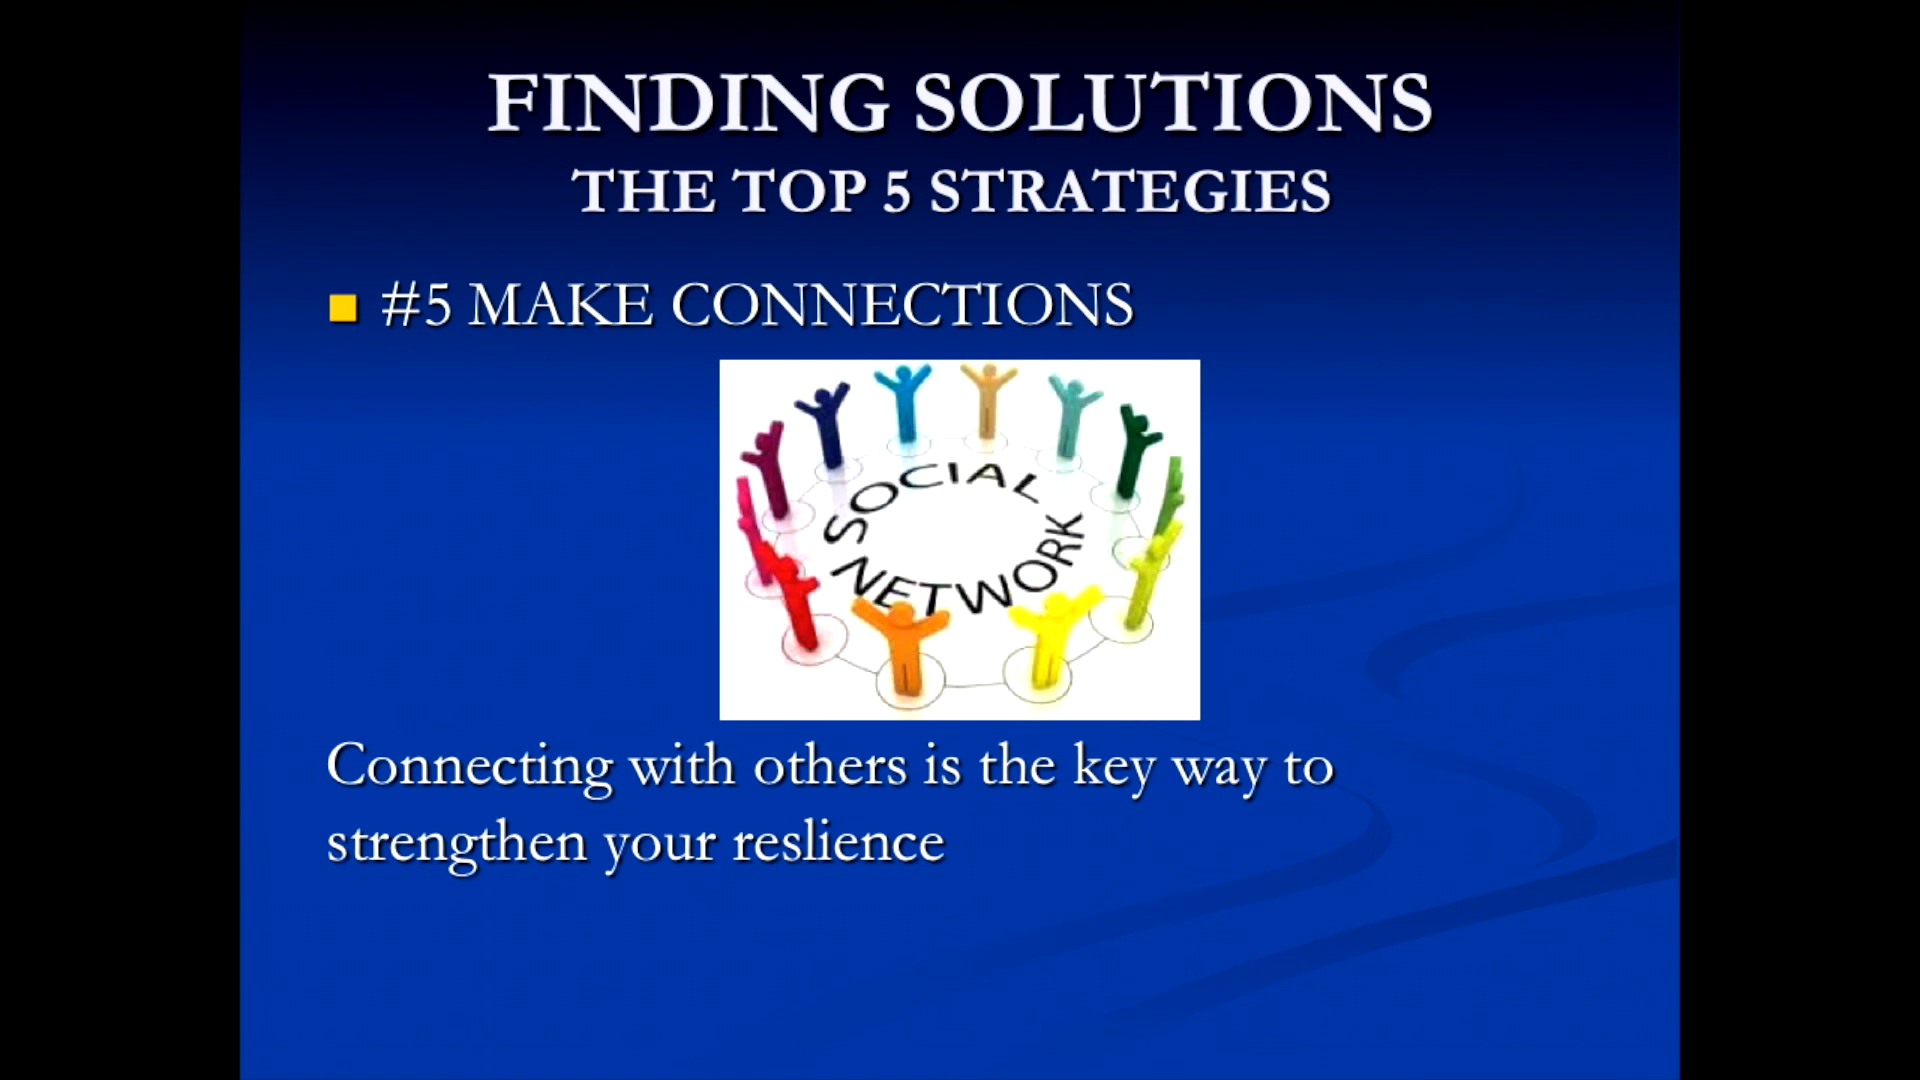 FINDING SOLUTIONS
THE TOP 5 STRATEGIES
#5 MAKE CONNECTIONS
SOCIAL
NETWORK
Connecting with others is the key way to
strengthen your reslience